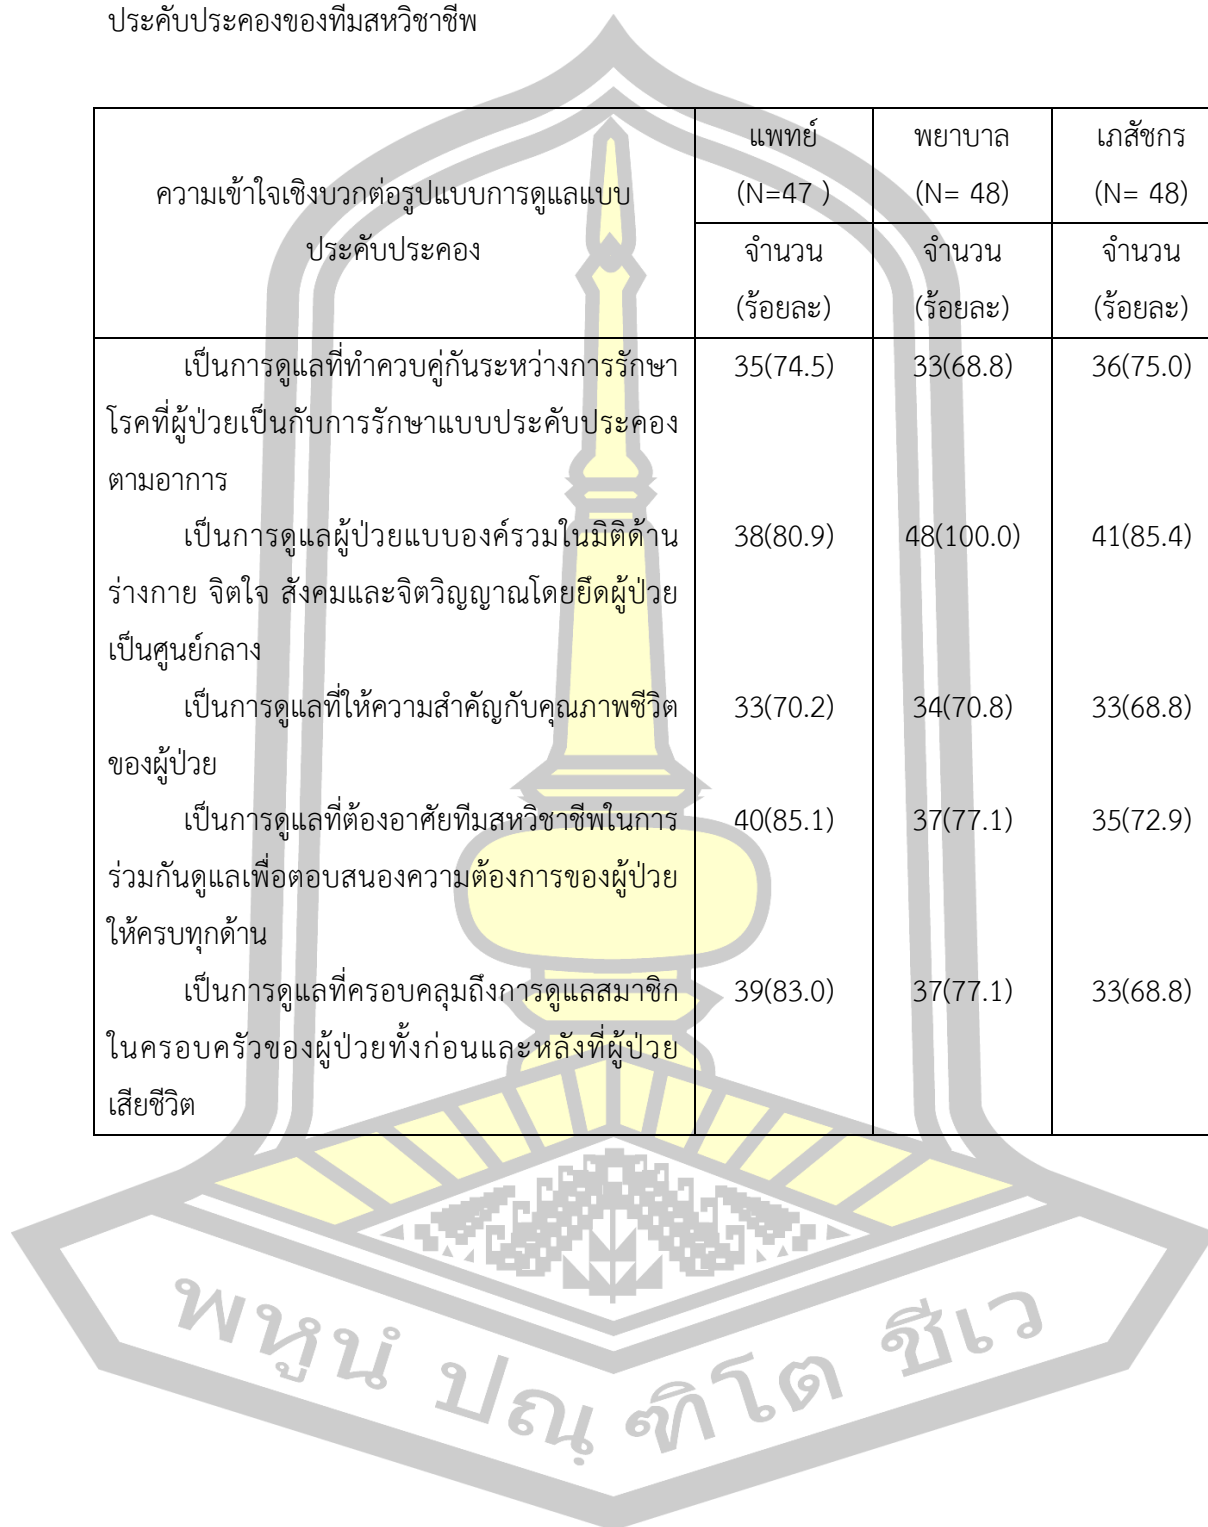 ประคับประคองของทีมสหวิชาชีพ
ความเข้าใจเชิงบวกต่อรูปแบบการดูแลแบบ
ประคับประคอง
แพทย์
(N=47 )
พยาบาล
(N= 48)
เภสัชกร
(N= 48)
จำนวน
(ร้อยละ)
จำนวน
(ร้อยละ)
จำนวน
(ร้อยละ)
เป็นการดูแลที่ทำควบคู่กันระหว่างการรักษา 35(74.5) 33(68.8) 36(75.0)
โรคที่ผู้ป่วยเป็นกับการรักษาแบบประคับประคอง
ตามอาการ
เป็นการดูแลผู้ป่วยแบบองค์รวมในมิติด้าน 38(80.9) 48(100.0) 41(85.4)
ร่างกาย จิตใจ สังคมและจิตวิญญาณโดยยึดผู้ป่วย
เป็นศูนย์กลาง
เป็นการดูแลที่ให้ความสำคัญกับคุณภาพชีวิต 33(70.2) 34(70.8) 33(68.8)
ของผู้ป่วย
เป็นการดูแลที่ต้องอาศัยทีมสหวิชาชีพในการ 40(85.1) 37(77.1) 35(72.9)
ร่วมกันดูแลเพื่อตอบสนองความต้องการของผู้ป่วย
ให้ครบทุกด้าน
เป็นการดูแลที่ครอบคลุมถึงการดูแลสมาชิก 39(83.0) 37(77.1) 33(68.8)
ในครอบครัวของผู้ป่วยทั้งก่อนและหลังที่ผู้ป่วย
เสียชีวิต
พหูนํ ปณฺฑิโต ชีเว